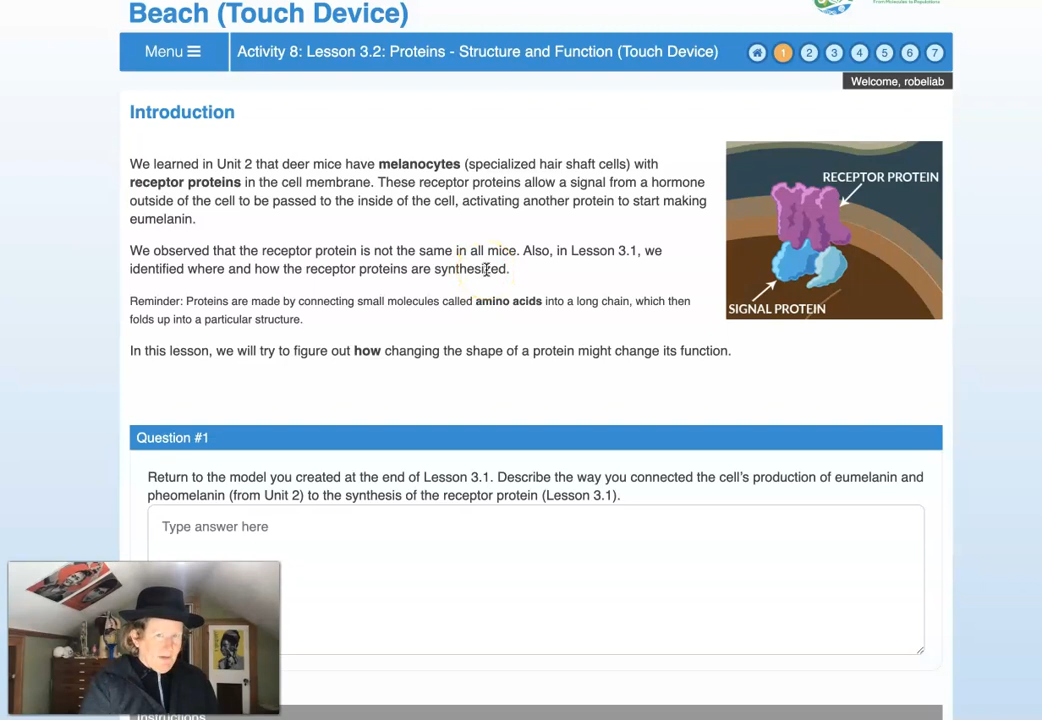 Beach (Touch Device)
From Molecules to Populations
Menu
Activity 8: Lesson 3.2: Proteins - Structure and Function (Touch Device)
1 2 3 4 5 6 7
Welcome, robeliab
Introduction
We learned in Unit 2 that deer mice have melanocytes (specialized hair shaft cells) with
receptor proteins in the cell membrane. These receptor proteins allow a signal from a hormone
outside of the cell to be passed to the inside of the cell, activating another protein to start making
eumelanin.
We observed that the receptor protein is not the same in all mice. Also, in Lesson 3.1, we
identified where and how the receptor proteins are synthesized.
Reminder: Proteins are made by connecting small molecules called amino acids into a long chain, which then
folds up into a particular structure.
In this lesson, we will try to figure out how changing the shape of a protein might change its function.
RECEPTOR PROTEIN
SIGNAL PROTEIN
Question #1
Return to the model you created at the end of Lesson 3.1. Describe the way you connected the cell's production of eumelanin and
pheomelanin (from Unit 2) to the synthesis of the receptor protein (Lesson 3.1).
Type answer here
Instructions